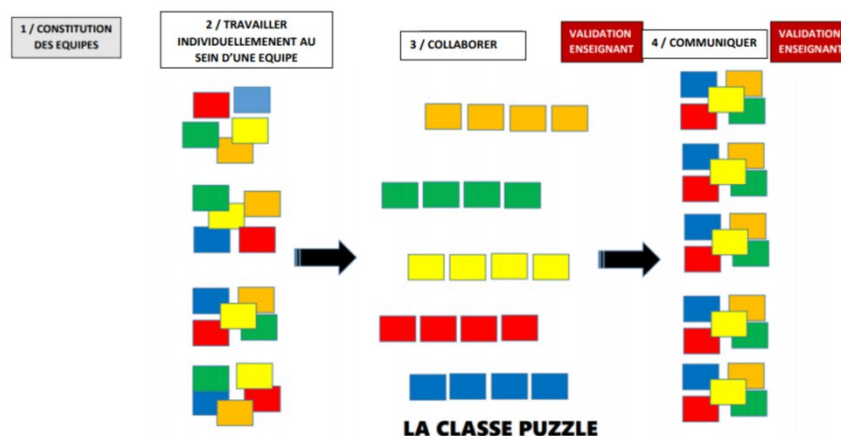 1 / CONSTITUTION
DES EQUIPES
2 / TRAVAILLER
INDIVIDUELLEMENT AU
SEIN D'UNE EQUIPE
3 / COLLABORER
VALIDATION
ENSEIGNANT
4 / COMMUNIQUER
VALIDATION
ENSEIGNANT
LA CLASSE PUZZLE